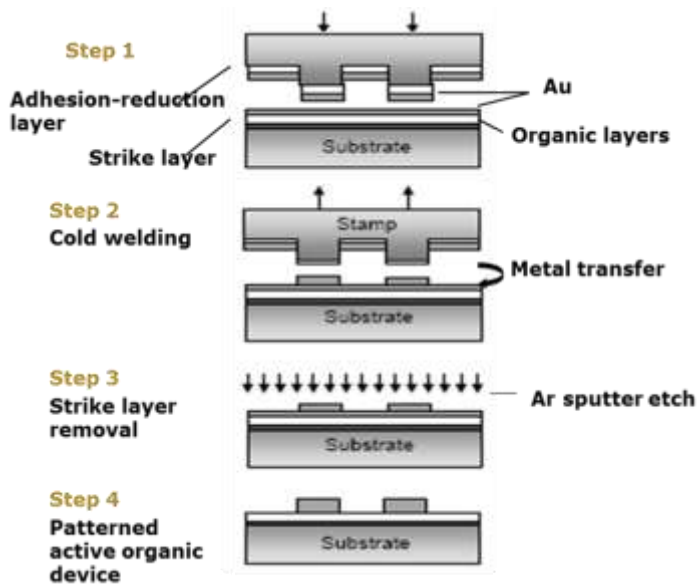 Step 1
Adhesion-reduction
layer
Au
Strike layer
Organic layers
Substrate
Step 2
Cold welding
Stamp
Metal transfer
Substrate
Step 3
Strike layer
removal
Ar sputter etch
Substrate
Step 4
Patterned
active organic
device
Substrate